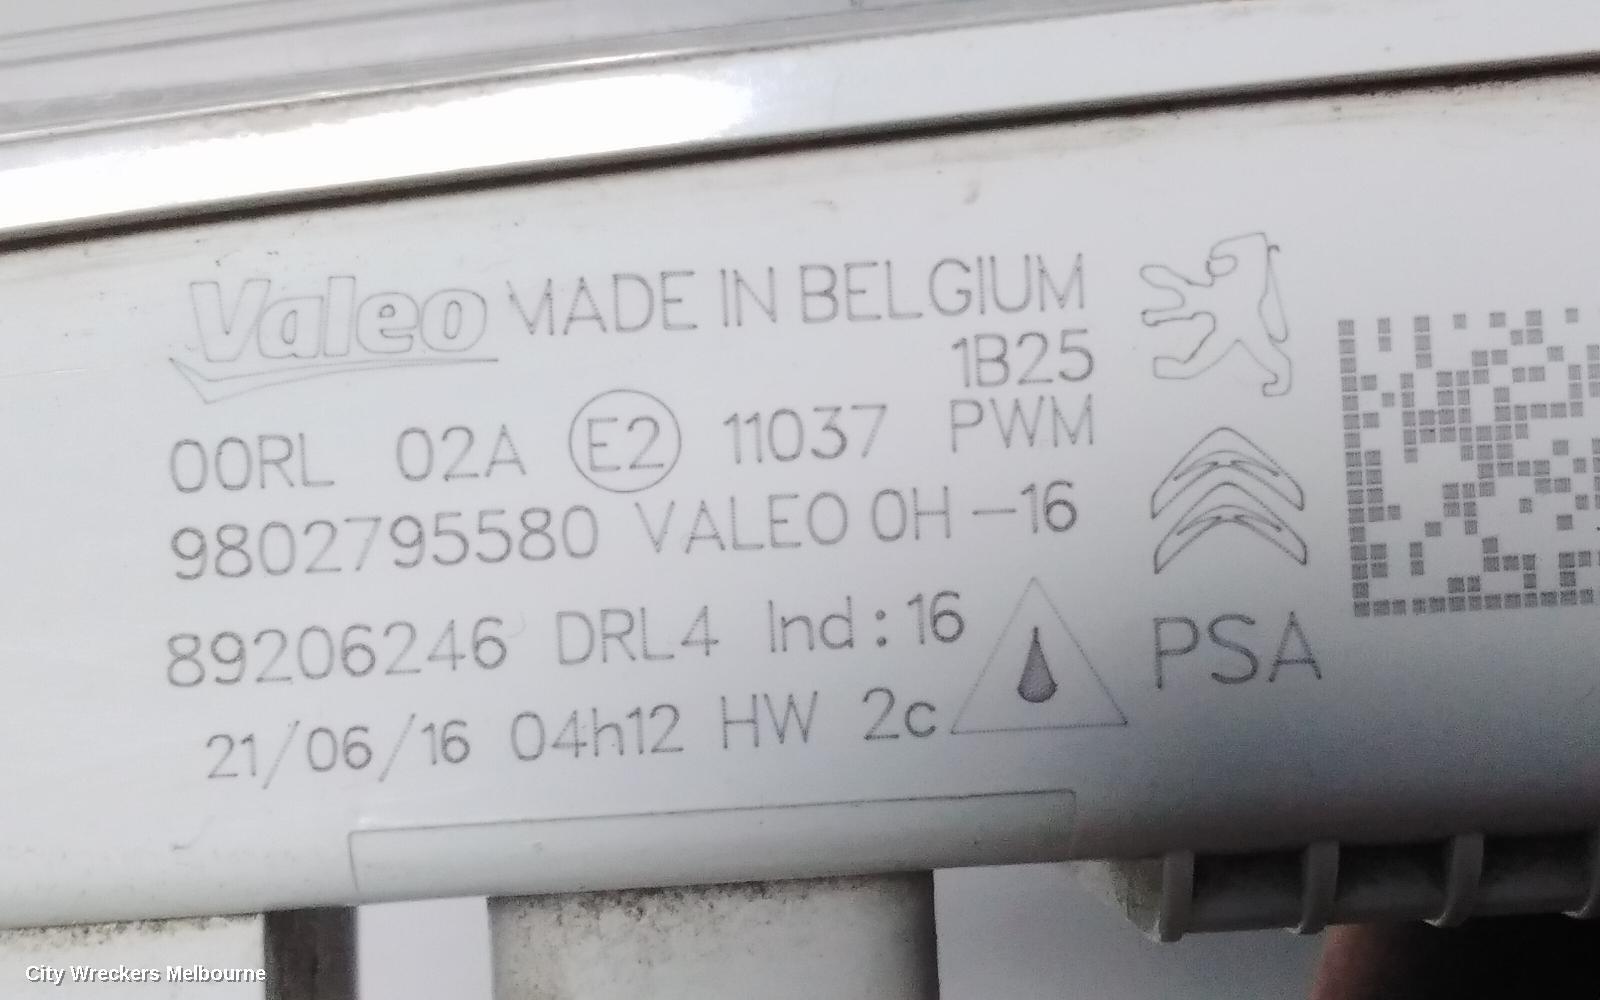 Valeo MADE IN BELGIUM
1B25
00RL 02A E2 11037 PWM
9802795580 VALEO 0H-16
89206246 DRL4 Ind:16
21/06/16 04h12 HW 2c
PSA
City Wreckers Melbourne